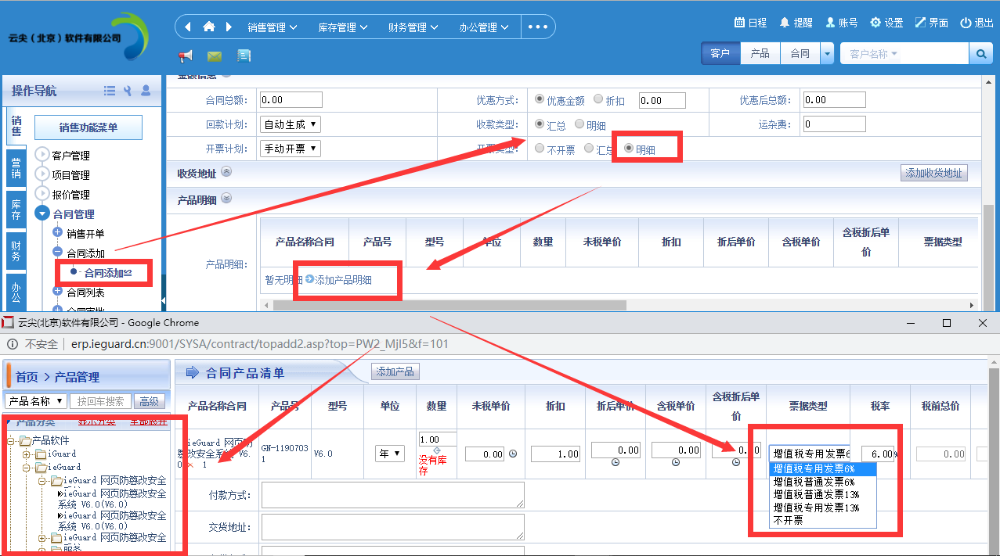 云尖（北京）软件有限公司
销售管理 库存管理 财务管理 办公管理
日程 提醒 账号 设置 界面 退出
客户 产品 合同 客户名称
操作导航
销售
营销
库存
财务
办公
销售功能菜单
客户管理
项目管理
报价管理
合同管理
销售开单
合同添加
合同添加
合同列表
合同审批
金额信息
合同总额： 0.00 优惠方式： 优惠金额 折扣 0.00 优惠后总额： 0.00
回款计划： 自动生成 收款类型： 汇总 明细 运杂费： 0
开票计划： 手动开票 开票类型： 不开票 汇总 明细
收货地址 添加收货地址
产品明细
产品名称合同 产品号 型号 单位 数量 未税单价 折扣 折后单价 含税单价 含税折后单价 票据类型
产品明细：
暂无明细 添加产品明细
云尖(北京)软件有限公司 - Google Chrome
不安全 erp.ieguard.cn:9001/SYSA/contract/topadd2.asp?top=PW2_MjI5&f=101
首页 > 产品管理
产品名称 按回车搜索 高级
产品分类 显示分类 全部展开
产品软件
iGuard
ieGuard
ieGuard 网页防篡改安全
ieGuard 网页防篡改安全
系统 V6.0(V6.0)
ieGuard 网页防篡改安全
系统 V6.0(V6.0)
ieGuard 网页防篡改安全
服务
合同产品清单 添加产品
产品名称合同 产品号 型号 单位 数量 未税单价 折扣 折后单价 含税单价 含税折后单价 票据类型 税率 税前总价
ieGuard 网页防
篡改安全系统 V6.
0 1
GN-1190703
1
V6.0 年 1.00
没有库
存
0.00 1.00 0.00 0.00 0.00 增值税专用发票6 6.00% 0.00
增值税专用发票6%
增值税普通发票6%
增值税普通发票13%
增值税专用发票13%
不开票
付款方式：
交货地址：